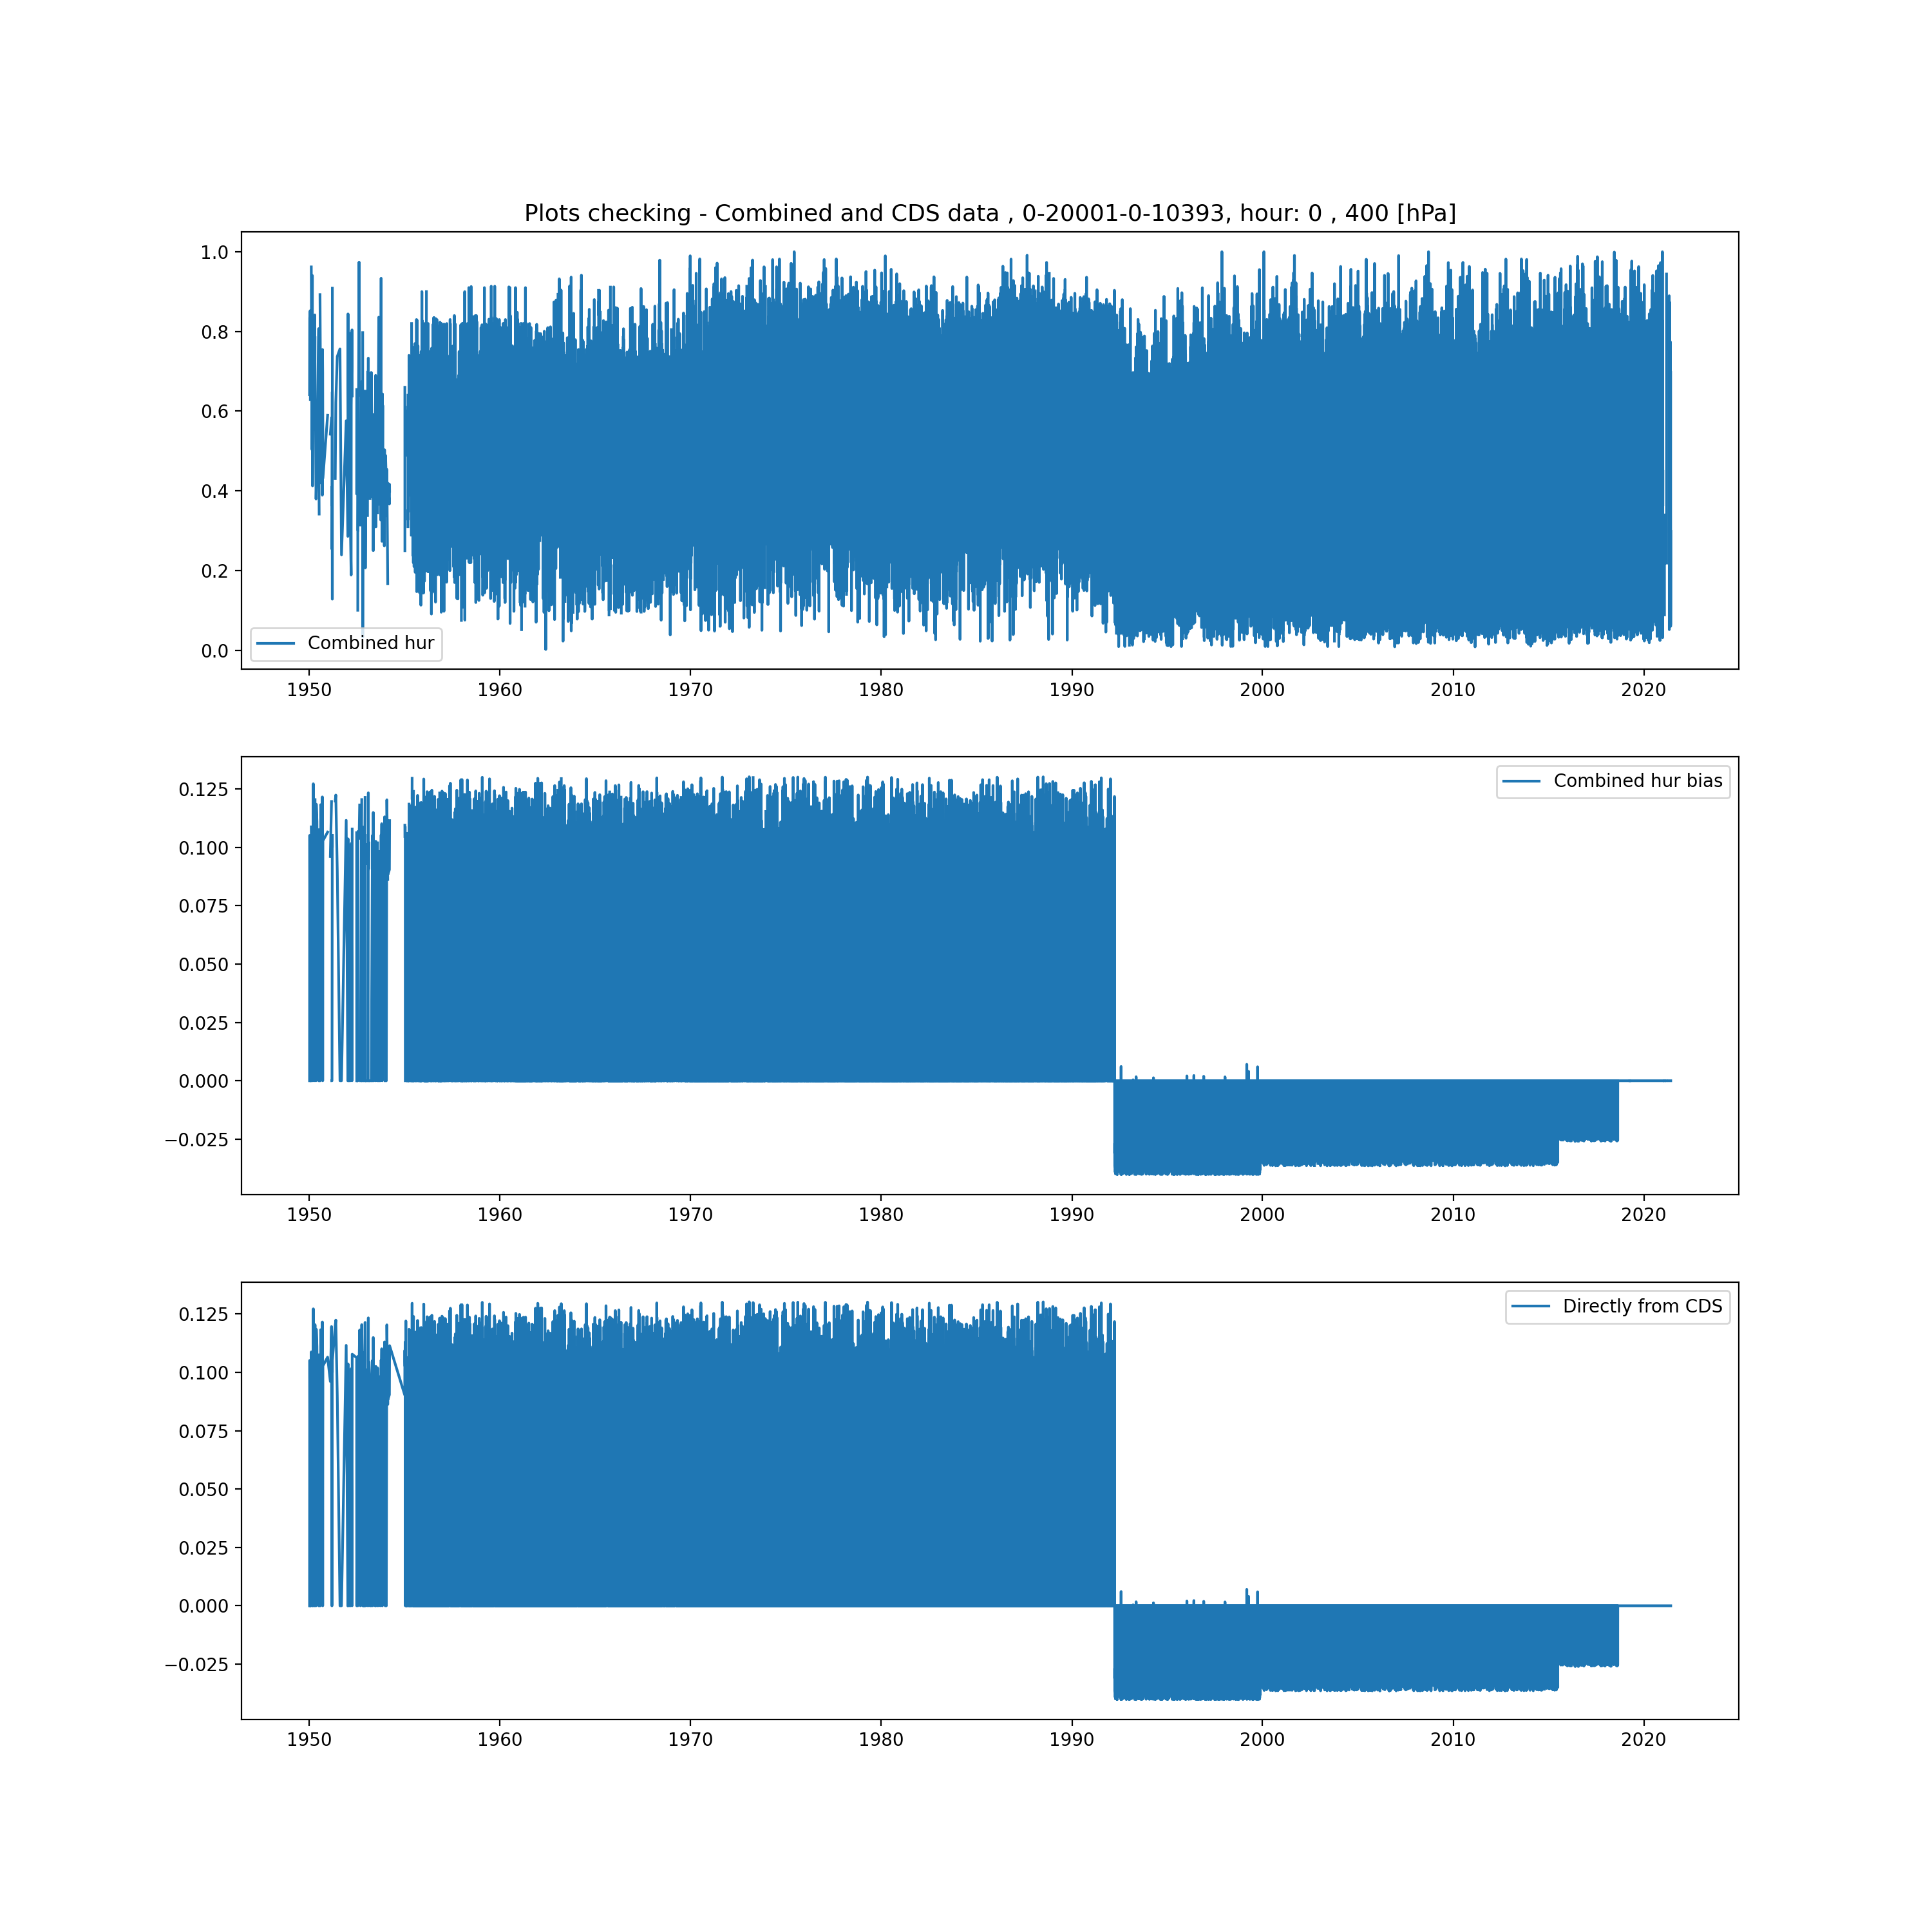 Plots checking - Combined and CDS data , 0-20001-0-10393, hour: 0 , 400 [hPa]
1.0
0.8
0.6
0.4
0.2
0.0
Combined hur
1950 1960 1970 1980 1990 2000 2010 2020
0.125
0.100
0.075
0.050
0.025
0.000
−0.025
Combined hur bias
1950 1960 1970 1980 1990 2000 2010 2020
0.125
0.100
0.075
0.050
0.025
0.000
−0.025
Directly from CDS
1950 1960 1970 1980 1990 2000 2010 2020